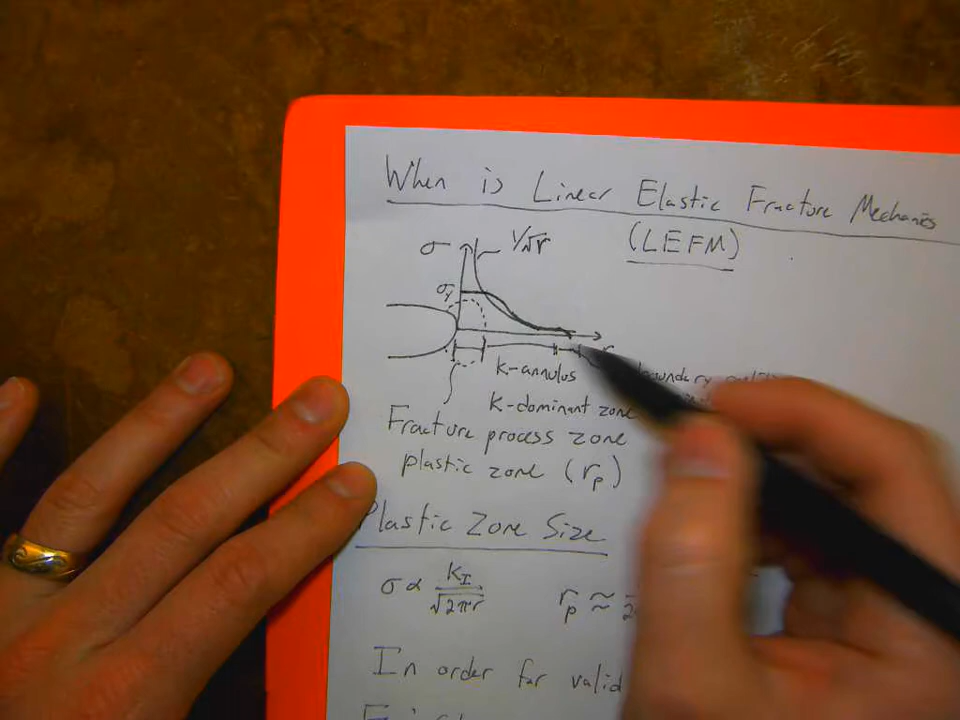 When is Linear Elastic Fracture Mechanics
(LEFM)
σ 1/√r
σy
r
K-annulus boundary
K-dominant zone
Fracture process zone
plastic zone (rp)
Plastic Zone Size
σ ∝ KI/√2πr rp ≈
In order for valid